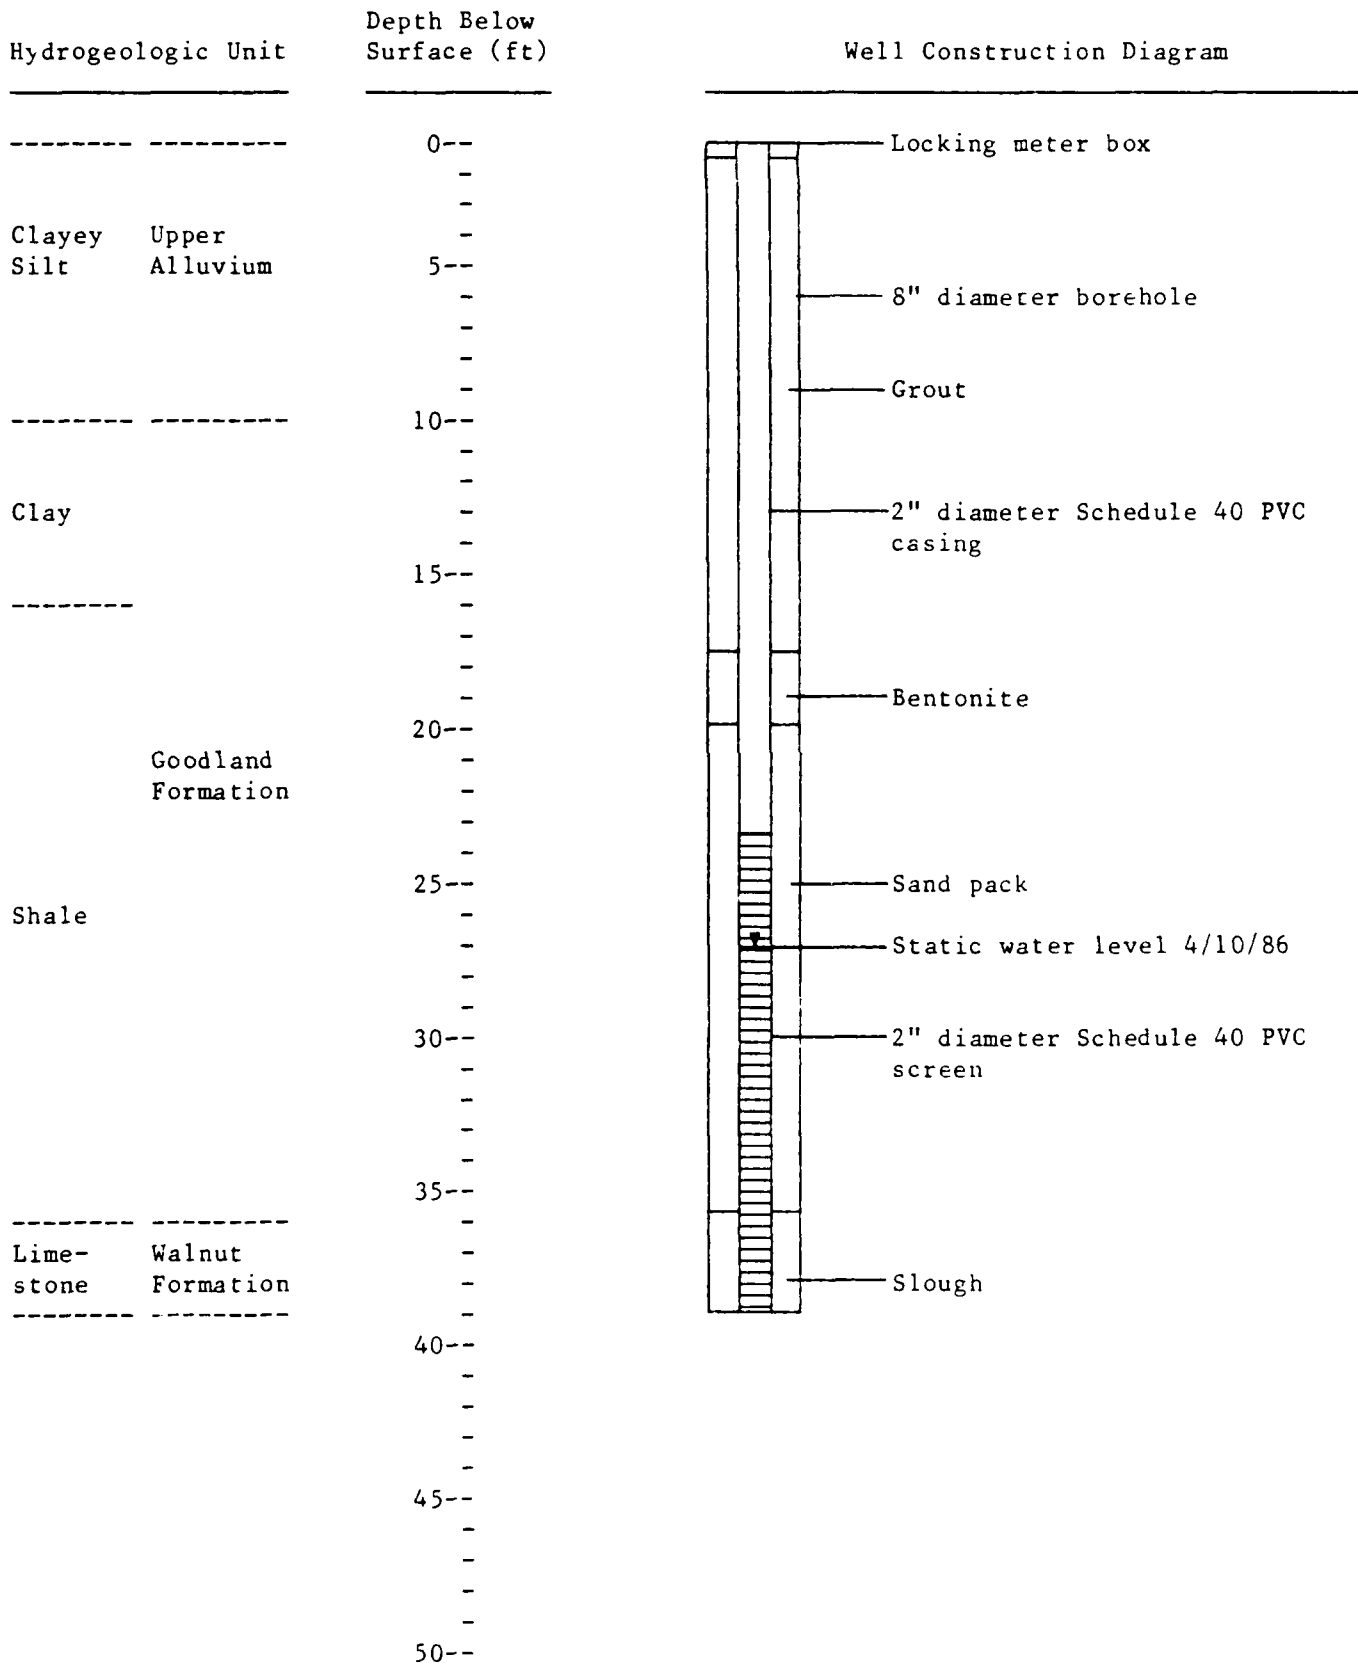 Depth Below
Hydrogeologic Unit Surface (ft) Well Construction Diagram
0-- Locking meter box
Clayey Upper
Silt Alluvium 5--
8" diameter borehole
Grout
10--
Clay 2" diameter Schedule 40 PVC
casing
15--
Bentonite
20--
Goodland
Formation
25-- Sand pack
Shale
Static water level 4/10/86
30-- 2" diameter Schedule 40 PVC
screen
35--
Lime- Walnut
stone Formation Slough
40--
45--
50--